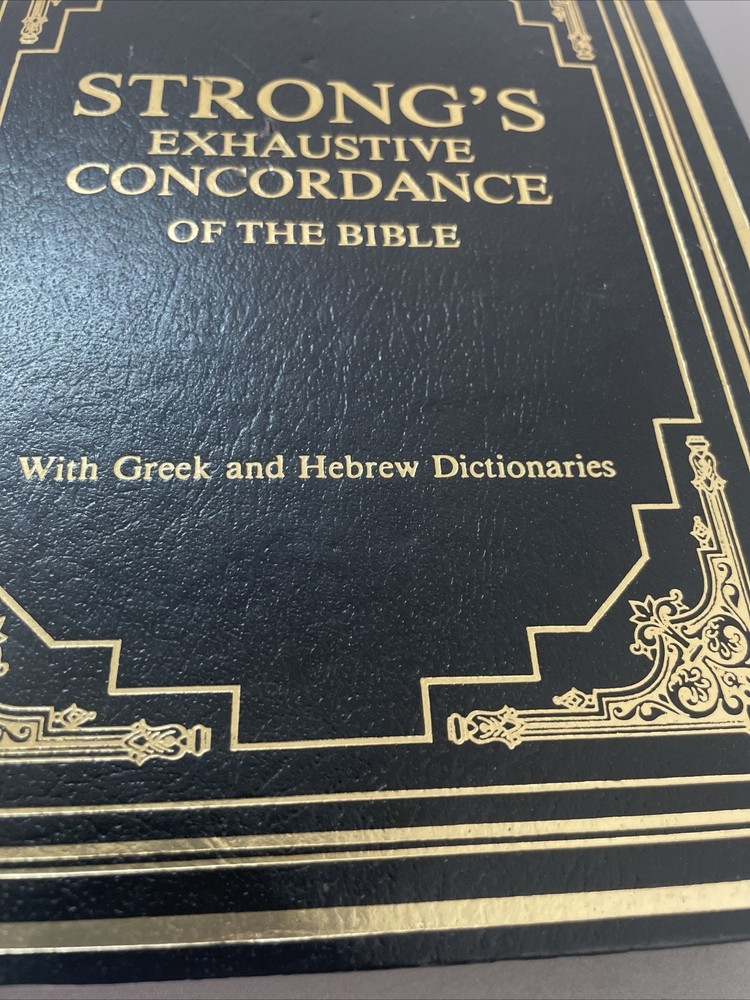 STRONG'S
EXHAUSTIVE
CONCORDANCE
OF THE BIBLE
With Greek and Hebrew Dictionaries